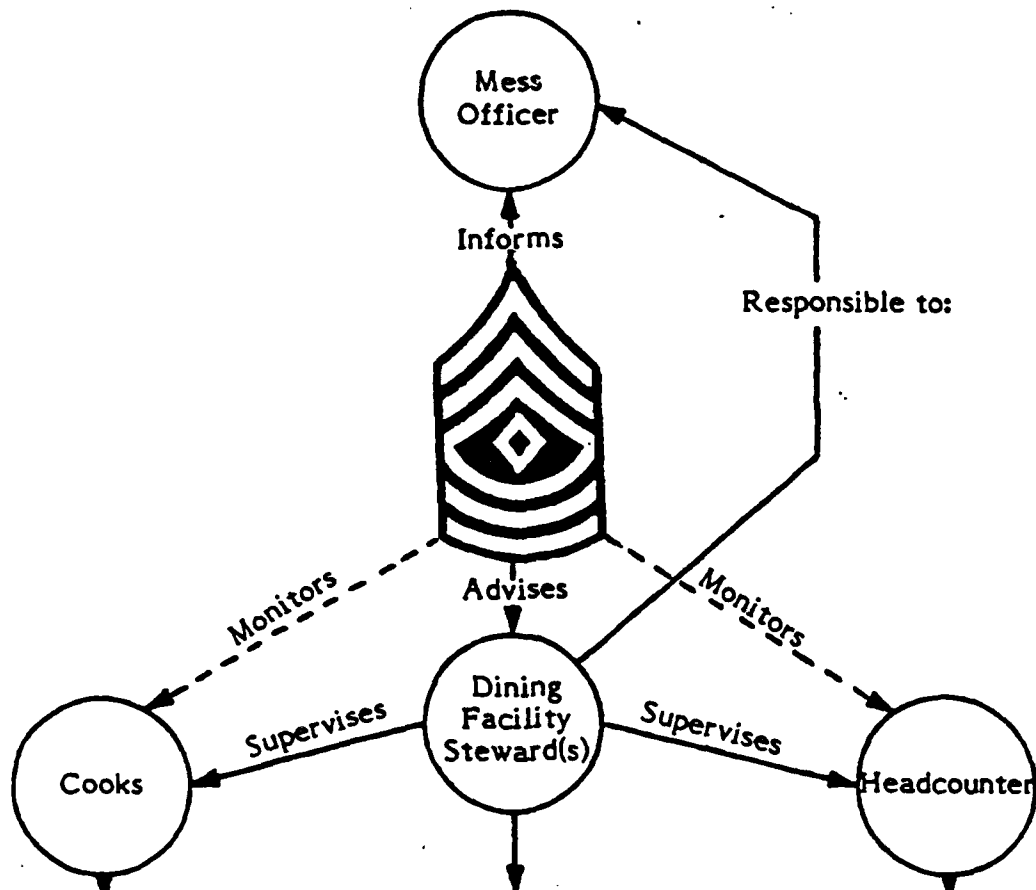 Mess
Officer
Informs
Responsible to:
Advises
Monitors
Monitors
Dining
Facility
Steward(s)
Supervises
Supervises
Cooks
Headcounter